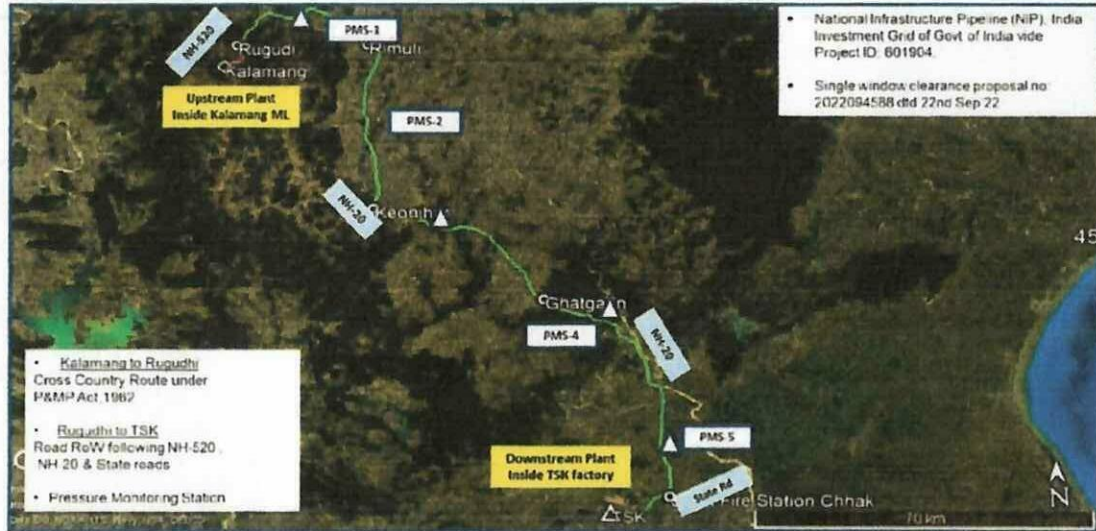 NH-520
PMS-1
Rugudi
Rimuli
Kalamang
Upstream Plant
Inside Kalamang ML
PMS-2
• National Infrastructure Pipeline (NIP), India
Investment Grid of Govt of India vide
Project ID: 601904.
• Single window clearance proposal no:
2022094588 dtd 22nd Sep 22
NH-20
Keonjh
45
Ghatgaon
PMS-4
NH-20
• Kalamang to Rugudhi
Cross Country Route under
P&MP Act,1962
• Rugudhi to TSK
Road RoW following NH-520,
NH 20 & State roads
• Pressure Monitoring Station
Downstream Plant
Inside TSK factory
PMS-5
State Rd
Fire Station Chhak
TSK
N
70 km